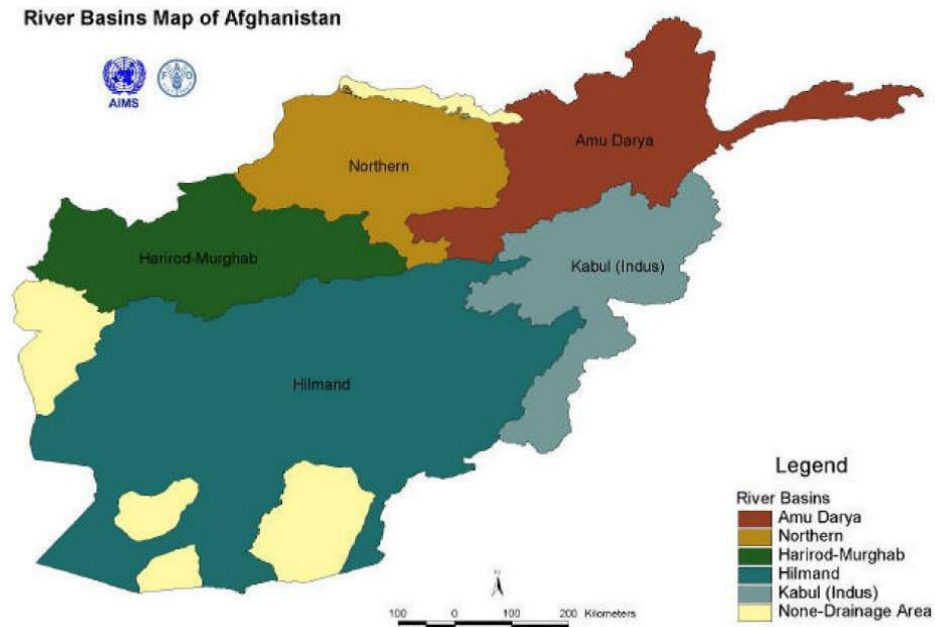 River Basins Map of Afghanistan
AIMS
F A O
Amu Darya
Northern
Kabul (Indus)
Harirod-Murghab
Hilmand
Legend
River Basins
Amu Darya
Northern
Harirod-Murghab
Hilmand
Kabul (Indus)
None-Drainage Area
N
100 0 100 200 Kilometers